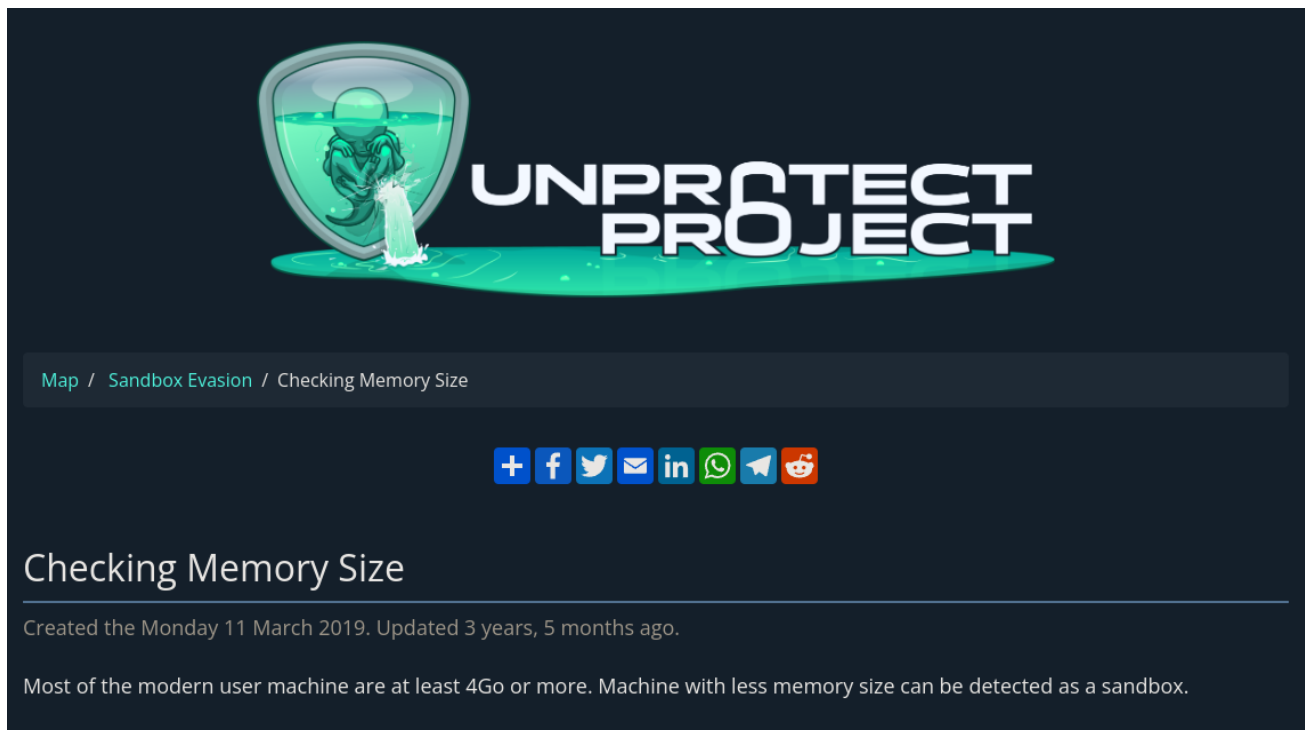 UNPROTECT
PROJECT
Map / Sandbox Evasion / Checking Memory Size
Checking Memory Size
Created the Monday 11 March 2019. Updated 3 years, 5 months ago.
Most of the modern user machine are at least 4Go or more. Machine with less memory size can be detected as a sandbox.